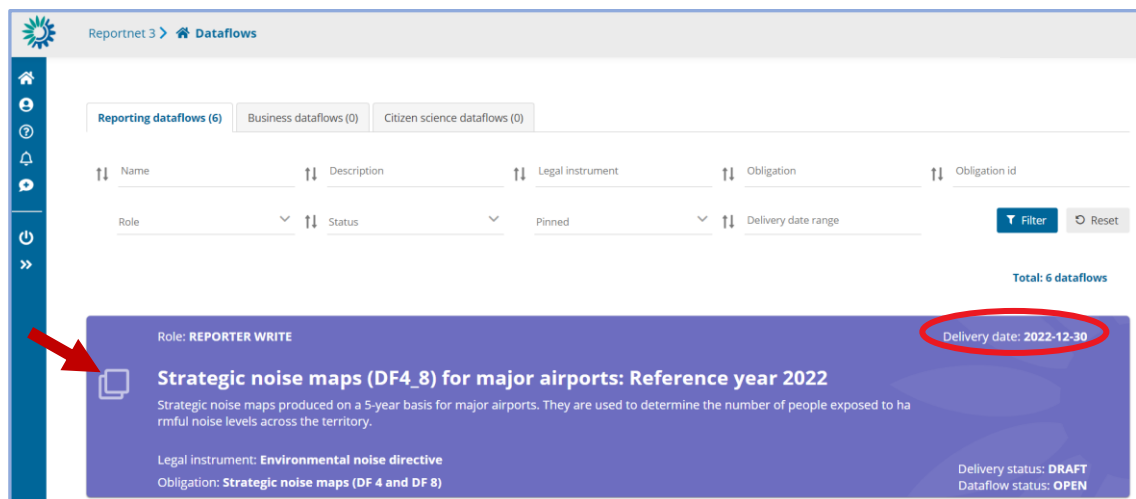 Reportnet 3 Dataflows
Reporting dataflows (6) Business dataflows (0) Citizen science dataflows (0)
Name Description Legal instrument Obligation Obligation id
Role Status Pinned Delivery date range Filter Reset
Total: 6 dataflows
Role: REPORTER WRITE Delivery date: 2022-12-30
Strategic noise maps (DF4_8) for major airports: Reference year 2022
Strategic noise maps produced on a 5-year basis for major airports. They are used to determine the number of people exposed to ha
rmful noise levels across the territory.
Legal instrument: Environmental noise directive
Delivery status: DRAFT
Obligation: Strategic noise maps (DF 4 and DF 8)
Dataflow status: OPEN